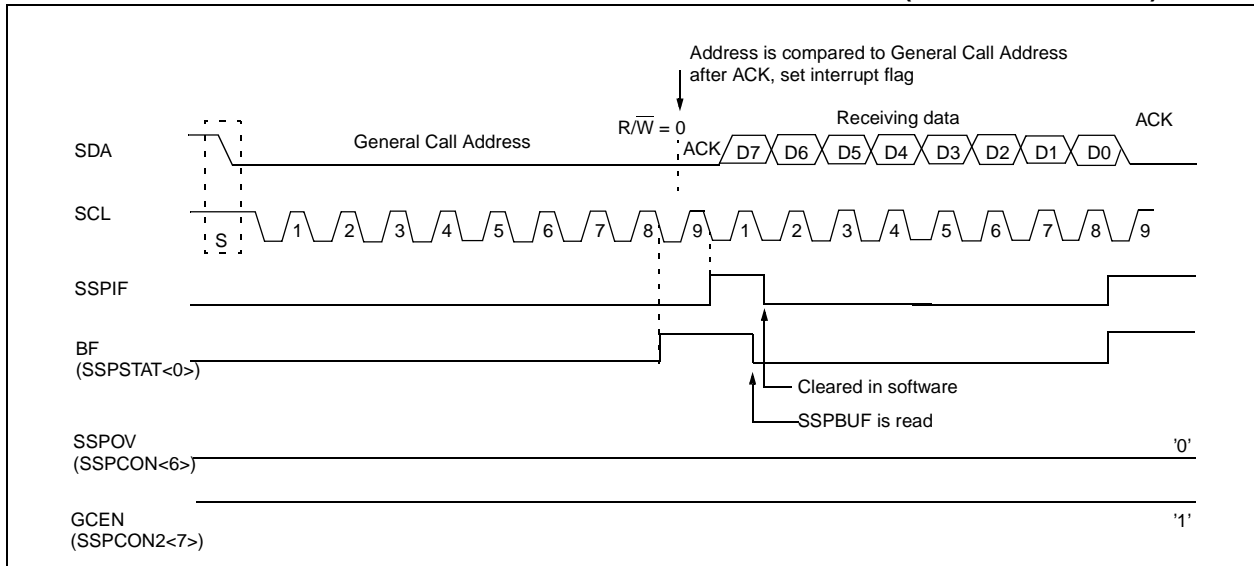 Address is compared to General Call Address
after ACK, set interrupt flag
SDA
General Call Address
R/W̅ = 0
ACK
Receiving data
D7 D6 D5 D4 D3 D2 D1 D0
ACK
SCL
S
1 2 3 4 5 6 7 8 9 1 2 3 4 5 6 7 8 9
SSPIF
BF
(SSPSTAT<0>)
Cleared in software
SSPBUF is read
SSPOV
(SSPCON<6>)
'0'
GCEN
(SSPCON2<7>)
'1'